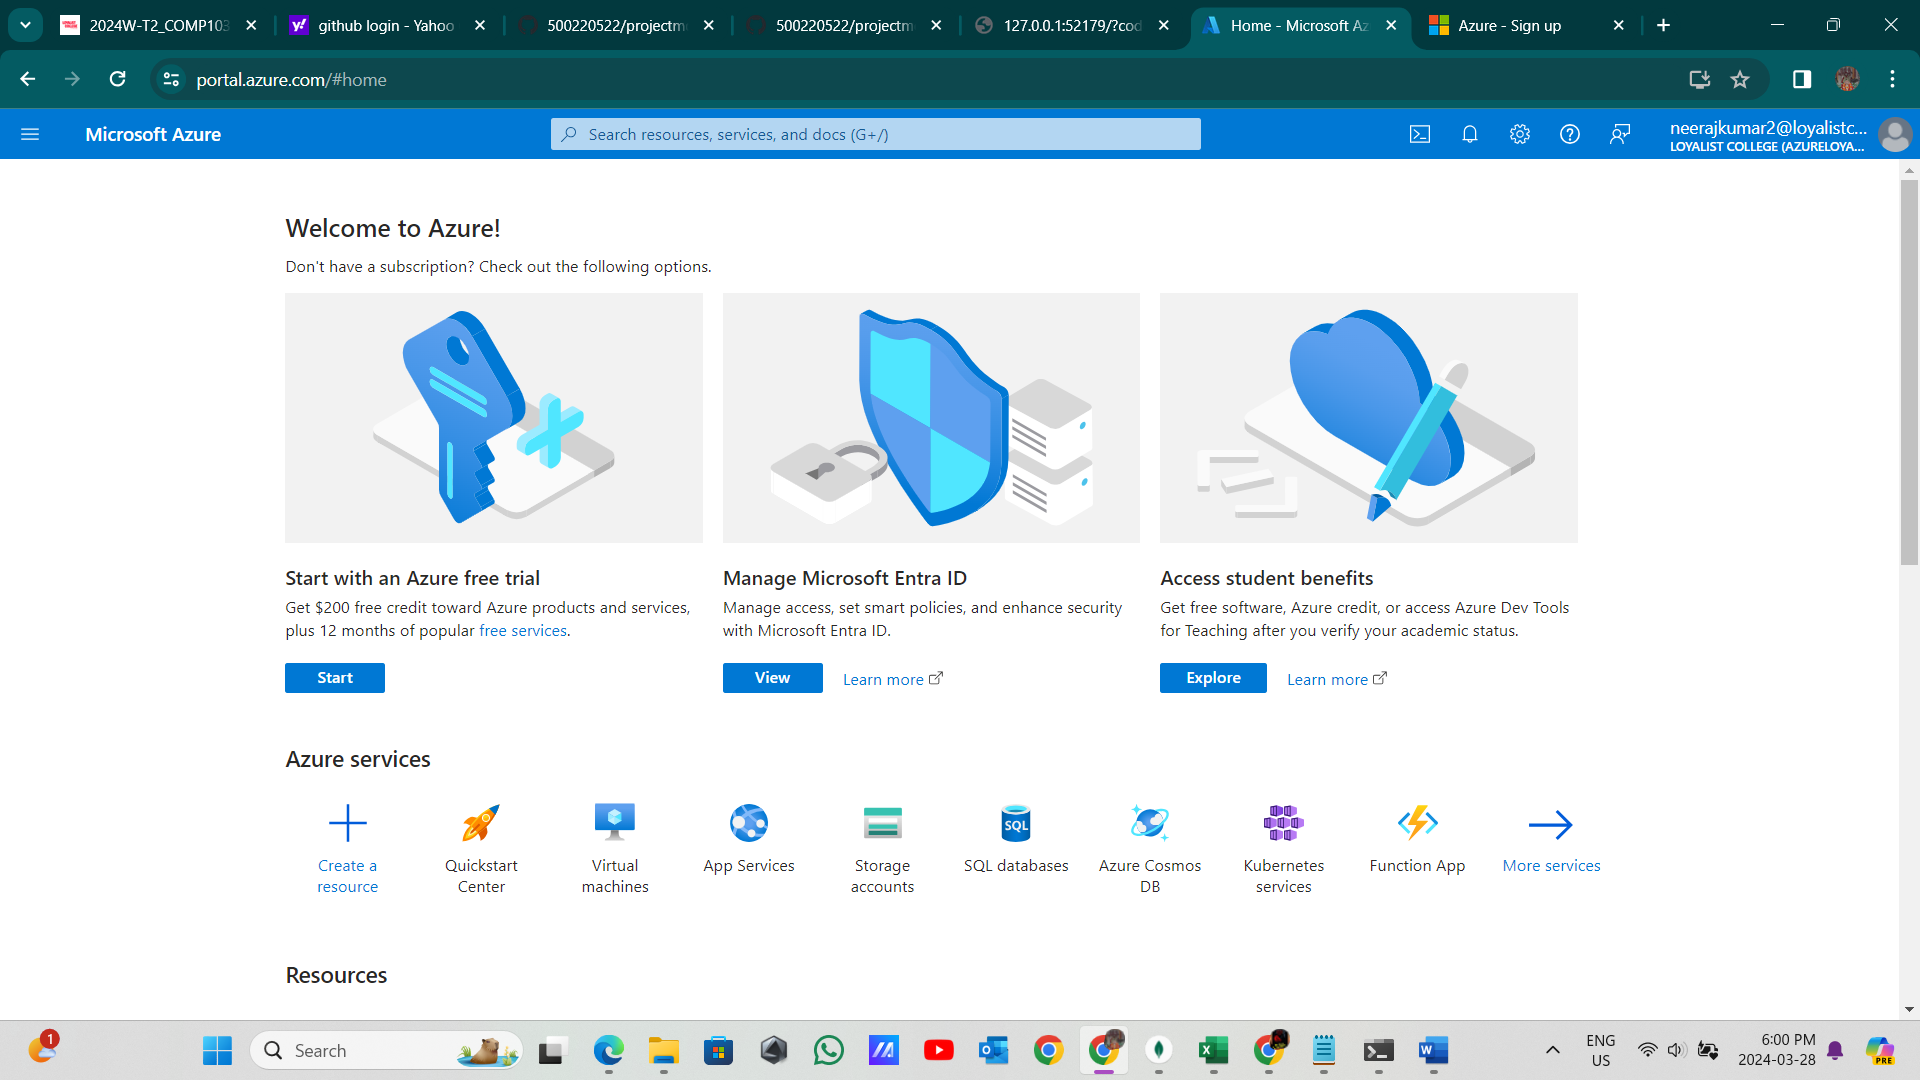 2024W-T2_COMP103
github login - Yahoo
500220522/projectm
500220522/projectm
127.0.0.1:52179/?cod
Home - Microsoft Az
Azure - Sign up
portal.azure.com/#home
Microsoft Azure
Search resources, services, and docs (G+/)
neerajkumar2@loyalistc...
LOYALIST COLLEGE (AZURELOYA...
Welcome to Azure!
Don't have a subscription? Check out the following options.
Start with an Azure free trial
Get $200 free credit toward Azure products and services,
plus 12 months of popular free services.
Start
Manage Microsoft Entra ID
Manage access, set smart policies, and enhance security
with Microsoft Entra ID.
View
Learn more
Access student benefits
Get free software, Azure credit, or access Azure Dev Tools
for Teaching after you verify your academic status.
Explore
Learn more
Azure services
Create a
resource
Quickstart
Center
Virtual
machines
App Services
Storage
accounts
SQL
SQL databases
Azure Cosmos
DB
Kubernetes
services
Function App
More services
Resources
1
Search
ENG
US
6:00 PM
2024-03-28
PRE